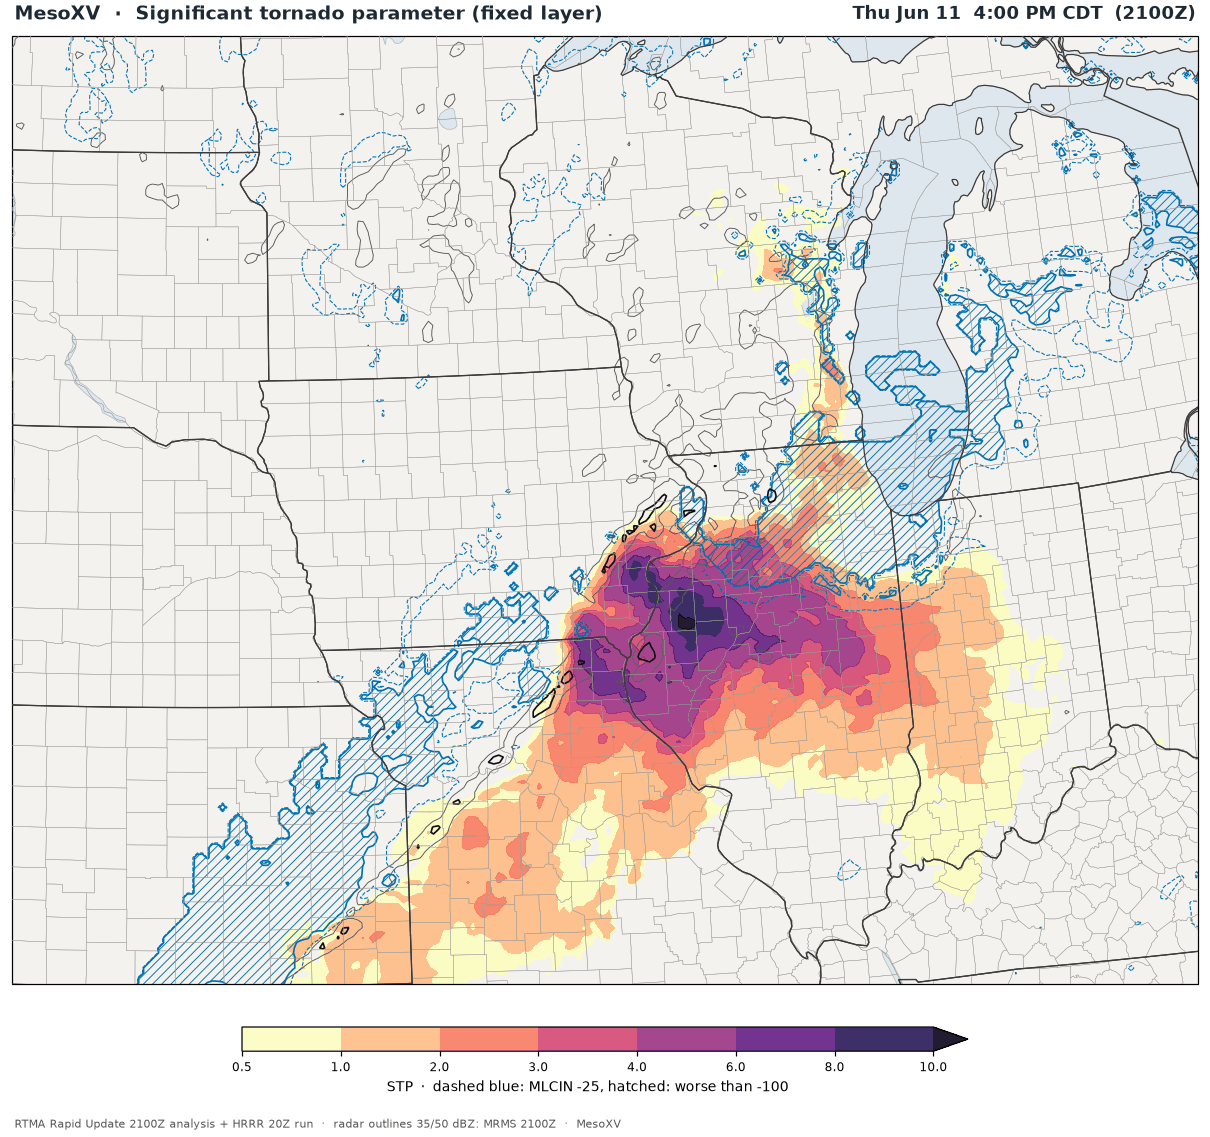 MesoXV · Significant tornado parameter (fixed layer)
Thu Jun 11 4:00 PM CDT (2100Z)
0.5 1.0 2.0 3.0 4.0 6.0 8.0 10.0
STP · dashed blue: MLCIN -25, hatched: worse than -100
RTMA Rapid Update 2100Z analysis + HRRR 20Z run · radar outlines 35/50 dBZ: MRMS 2100Z · MesoXV